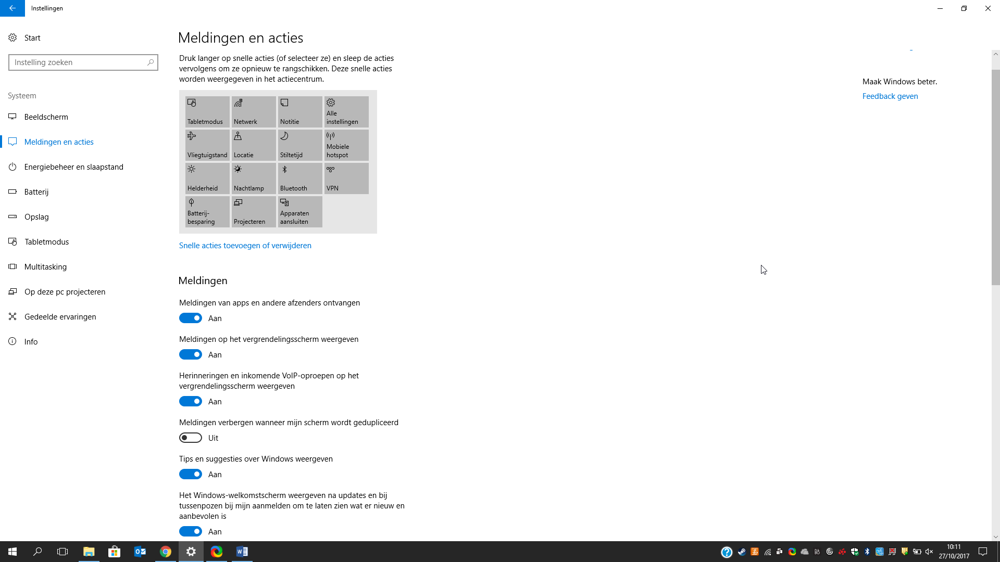 Instellingen
Start
Instelling zoeken
Systeem
Beeldscherm
Meldingen en acties
Energiebeheer en slaapstand
Batterij
Opslag
Tabletmodus
Multitasking
Op deze pc projecteren
Gedeelde ervaringen
Info
Meldingen en acties
Druk langer op snelle acties (of selecteer ze) en sleep de acties
vervolgens om ze opnieuw te rangschikken. Deze snelle acties
worden weergegeven in het actiecentrum.
Tabletmodus
Netwerk
Notitie
Alle
instellingen
Vliegtuigstand
Locatie
Stiltetijd
Mobiele
hotspot
Helderheid
Nachtlamp
Bluetooth
VPN
Batterij-
besparing
Projecteren
Apparaten
aansluiten
Snelle acties toevoegen of verwijderen
Meldingen
Meldingen van apps en andere afzenders ontvangen
Aan
Meldingen op het vergrendelingsscherm weergeven
Aan
Herinneringen en inkomende VoIP-oproepen op het
vergrendelingsscherm weergeven
Aan
Meldingen verbergen wanneer mijn scherm wordt gedupliceerd
Uit
Tips en suggesties over Windows weergeven
Aan
Het Windows-welkomstscherm weergeven na updates en bij
tussenpozen bij mijn aanmelden om te laten zien wat er nieuw en
aanbevolen is
Aan
Maak Windows beter.
Feedback geven
10:11
27/10/2017